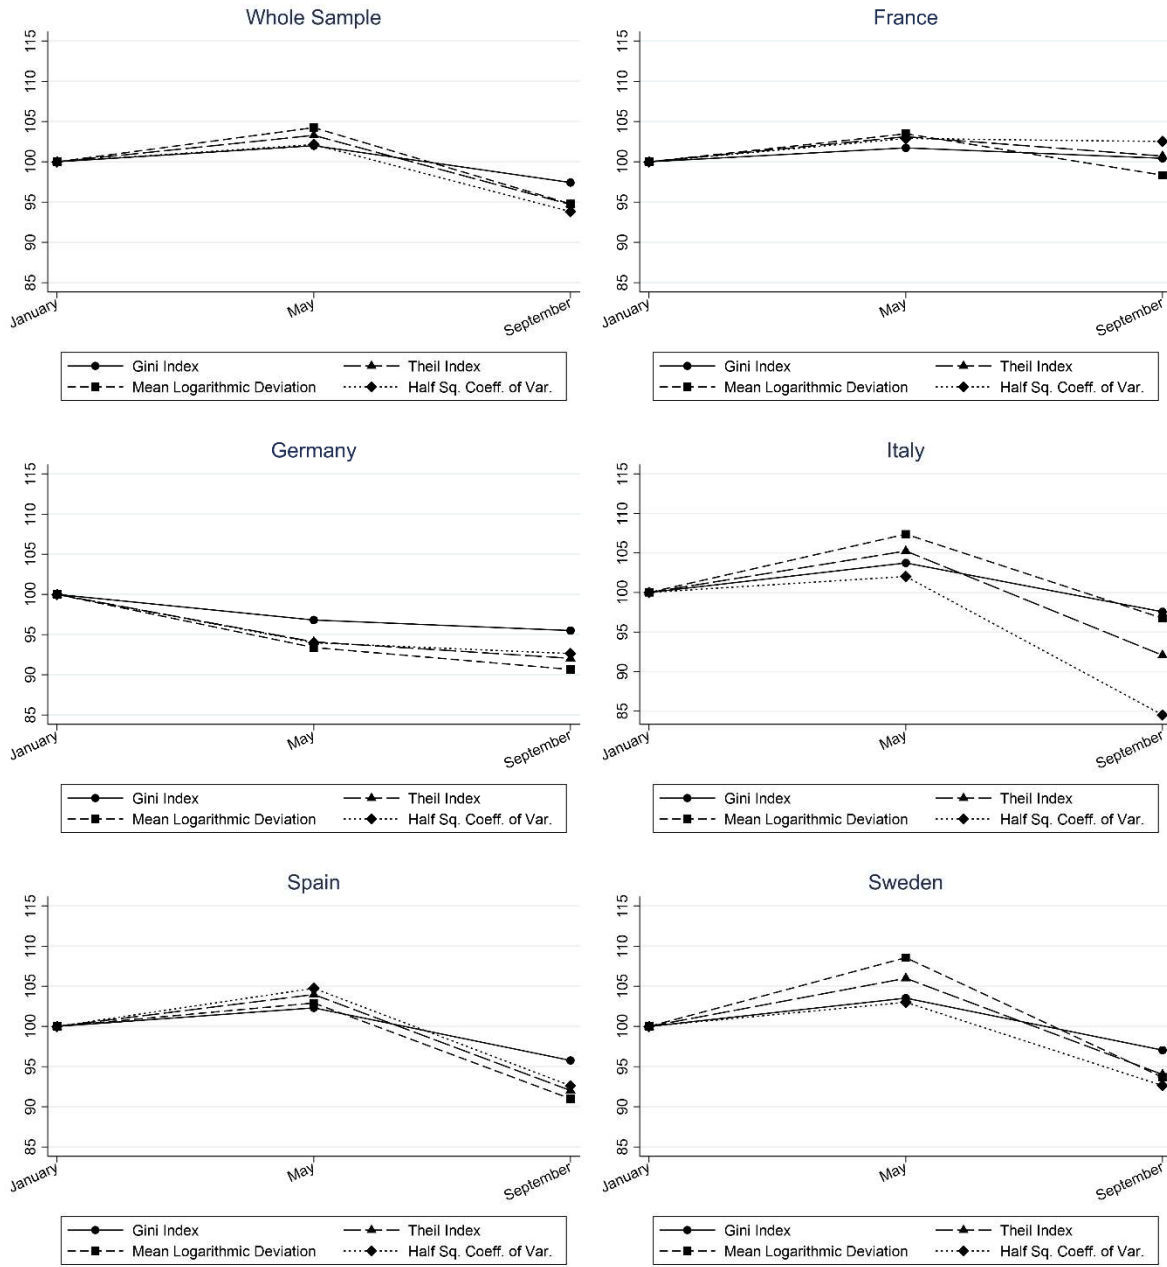 Whole Sample
115
110
105
100
95
90
85
January
May
September
Gini Index
Theil Index
Mean Logarithmic Deviation
Half Sq. Coeff. of Var.
France
115
110
105
100
95
90
85
January
May
September
Gini Index
Theil Index
Mean Logarithmic Deviation
Half Sq. Coeff. of Var.
Germany
115
110
105
100
95
90
85
January
May
September
Gini Index
Theil Index
Mean Logarithmic Deviation
Half Sq. Coeff. of Var.
Italy
115
110
105
100
95
90
85
January
May
September
Gini Index
Theil Index
Mean Logarithmic Deviation
Half Sq. Coeff. of Var.
Spain
115
110
105
100
95
90
85
January
May
September
Gini Index
Theil Index
Mean Logarithmic Deviation
Half Sq. Coeff. of Var.
Sweden
115
110
105
100
95
90
85
January
May
September
Gini Index
Theil Index
Mean Logarithmic Deviation
Half Sq. Coeff. of Var.